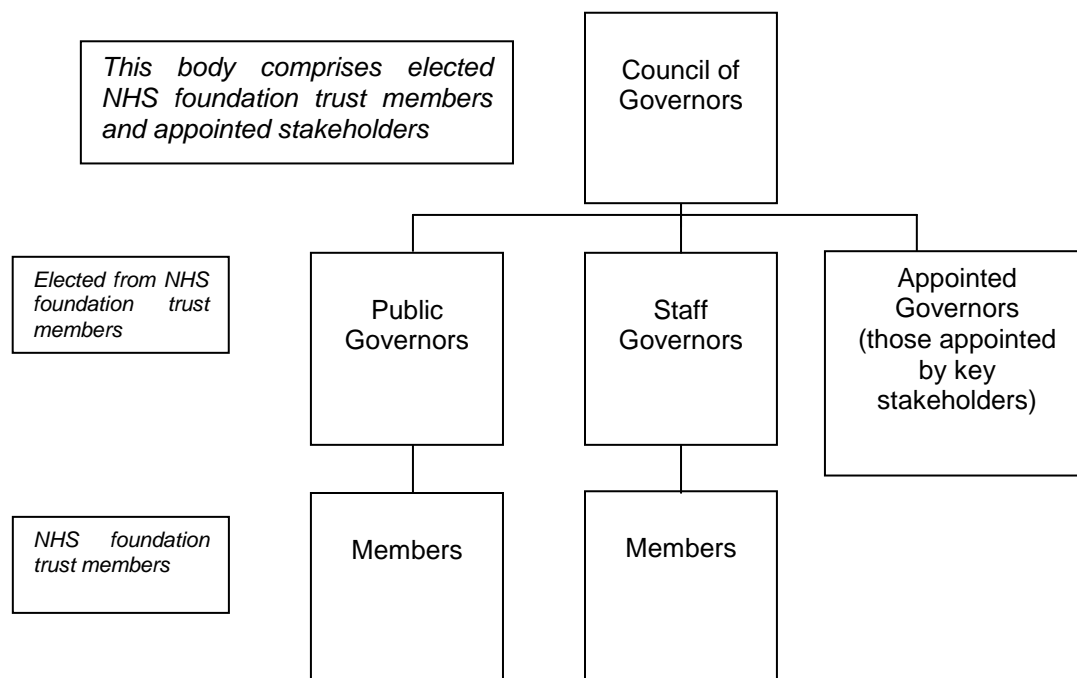 This body comprises elected
NHS foundation trust members
and appointed stakeholders
Council of
Governors
Elected from NHS
foundation trust
members
Public
Governors
Staff
Governors
Appointed
Governors
(those appointed
by key
stakeholders)
NHS foundation
trust members
Members
Members